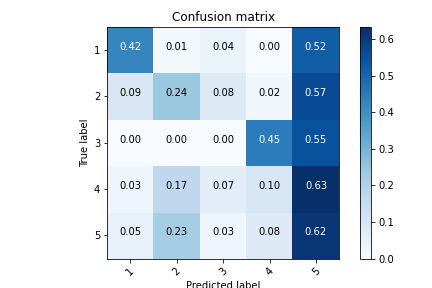 Confusion matrix
1 0.42 0.01 0.04 0.00 0.52
2 0.09 0.24 0.08 0.02 0.57
3 0.00 0.00 0.00 0.45 0.55
4 0.03 0.17 0.07 0.10 0.63
5 0.05 0.23 0.03 0.08 0.62
1 2 3 4 5
True label
Predicted label
0.6
0.5
0.4
0.3
0.2
0.1
0.0